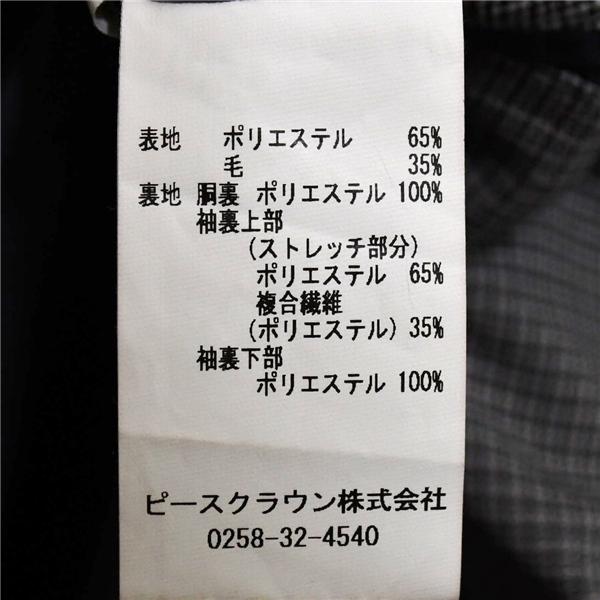 表地 ポリエステル 65%
毛 35%
裏地 胴裏 ポリエステル 100%
袖裏上部
(ストレッチ部分)
ポリエステル 65%
複合繊維
(ポリエステル) 35%
袖裏下部
ポリエステル 100%
ピースクラウン株式会社
0258-32-4540